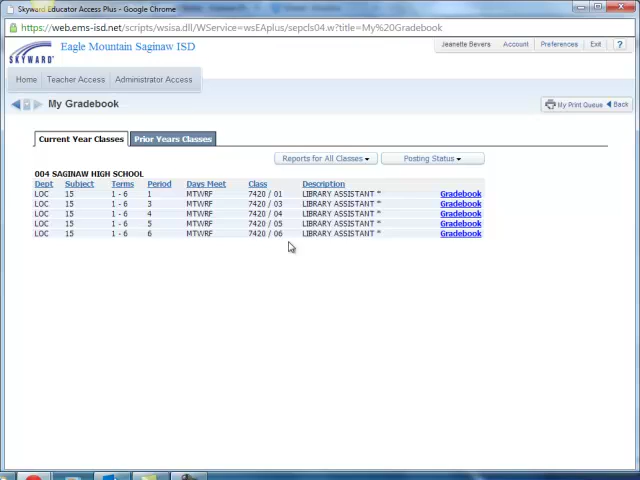 Skyward Educator Access Plus - Google Chrome
https://web.ems-isd.net/scripts/wsisa.dll/WService=wsEAplus/sepcls04.w?title=My%20Gradebook
SKYWARD
Eagle Mountain Saginaw ISD
Jeanette Bevers Account Preferences Exit ?
Home Teacher Access Administrator Access
My Gradebook
My Print Queue Back
Current Year Classes Prior Years Classes
Reports for All Classes Posting Status
004 SAGINAW HIGH SCHOOL
Dept Subject Terms Period Days Meet Class Description
LOC 15 1 - 6 1 MTWRF 7420 / 01 LIBRARY ASSISTANT * Gradebook
LOC 15 1 - 6 3 MTWRF 7420 / 03 LIBRARY ASSISTANT * Gradebook
LOC 15 1 - 6 4 MTWRF 7420 / 04 LIBRARY ASSISTANT * Gradebook
LOC 15 1 - 6 5 MTWRF 7420 / 05 LIBRARY ASSISTANT * Gradebook
LOC 15 1 - 6 6 MTWRF 7420 / 06 LIBRARY ASSISTANT * Gradebook